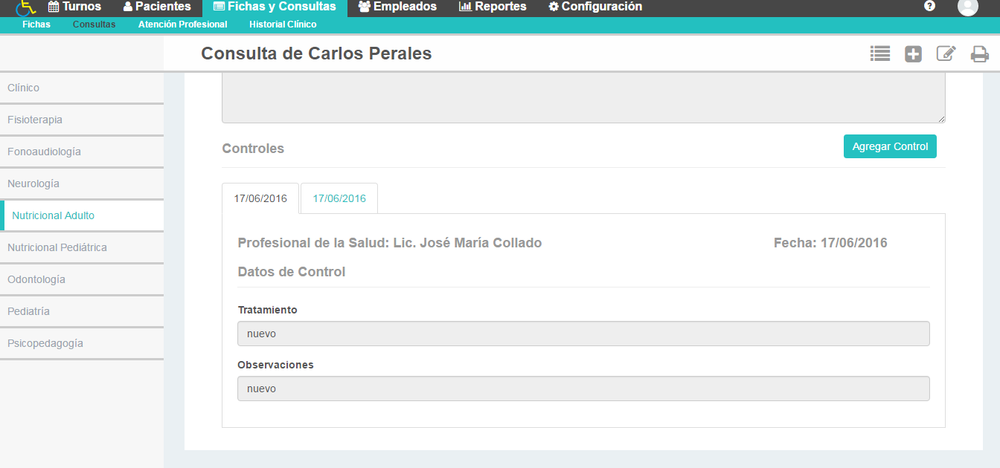 Turnos Pacientes Fichas y Consultas Empleados Reportes Configuración ?
Fichas Consultas Atención Profesional Historial Clínico
Consulta de Carlos Perales
Clínico
Fisioterapia
Fonoaudiología
Neurología
Nutricional Adulto
Nutricional Pediátrica
Odontología
Pediatría
Psicopedagogía
Controles Agregar Control
17/06/2016 17/06/2016
Profesional de la Salud: Lic. José María Collado Fecha: 17/06/2016
Datos de Control
Tratamiento
nuevo
Observaciones
nuevo